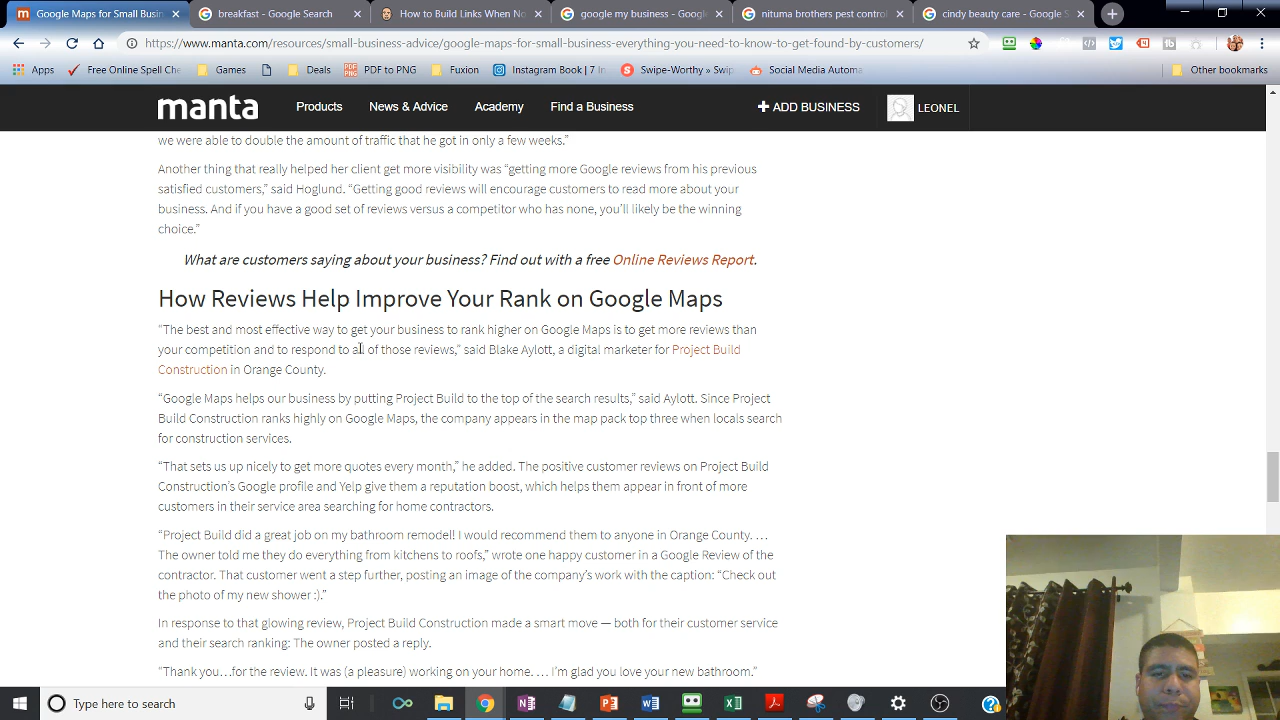 Google Maps for Small Busin
breakfast - Google Search
How to Build Links When No
google my business - Google
nituma brothers pest control
cindy beauty care - Google S
https://www.manta.com/resources/small-business-advice/google-maps-for-small-business-everything-you-need-to-know-to-get-found-by-customers/
Apps
Free Online Spell Che
Games
Deals
PDF to PNG
Fuxion
Instagram Book | 7 In
Swipe-Worthy » Swip
Social Media Automa
Other bookmarks
manta
Products
News & Advice
Academy
Find a Business
+ ADD BUSINESS
LEONEL
we were able to double the amount of traffic that he got in only a few weeks.”
Another thing that really helped her client get more visibility was “getting more Google reviews from his previous
satisfied customers,” said Hoglund. “Getting good reviews will encourage customers to read more about your
business. And if you have a good set of reviews versus a competitor who has none, you’ll likely be the winning
choice.”
What are customers saying about your business? Find out with a free Online Reviews Report.
How Reviews Help Improve Your Rank on Google Maps
“The best and most effective way to get your business to rank higher on Google Maps is to get more reviews than
your competition and to respond to all of those reviews,” said Blake Aylott, a digital marketer for Project Build
Construction in Orange County.
“Google Maps helps our business by putting Project Build to the top of the search results,” said Aylott. Since Project
Build Construction ranks highly on Google Maps, the company appears in the map pack top three when locals search
for construction services.
“That sets us up nicely to get more quotes every month,” he added. The positive customer reviews on Project Build
Construction’s Google profile and Yelp give them a reputation boost, which helps them appear in front of more
customers in their service area searching for home contractors.
“Project Build did a great job on my bathroom remodel! I would recommend them to anyone in Orange County. …
The owner told me they do everything from kitchens to roofs,” wrote one happy customer in a Google Review of the
contractor. That customer went a step further, posting an image of the company’s work with the caption: “Check out
the photo of my new shower :).”
In response to that glowing review, Project Build Construction made a smart move — both for their customer service
and their search ranking: The owner posted a reply.
“Thank you…for the review. It was (a pleasure) working on your home. … I’m glad you love your new bathroom.”
Type here to search